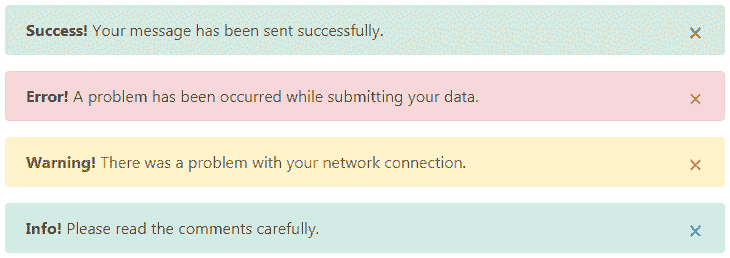 Success! Your message has been sent successfully. ×
Error! A problem has been occurred while submitting your data. ×
Warning! There was a problem with your network connection. ×
Info! Please read the comments carefully. ×